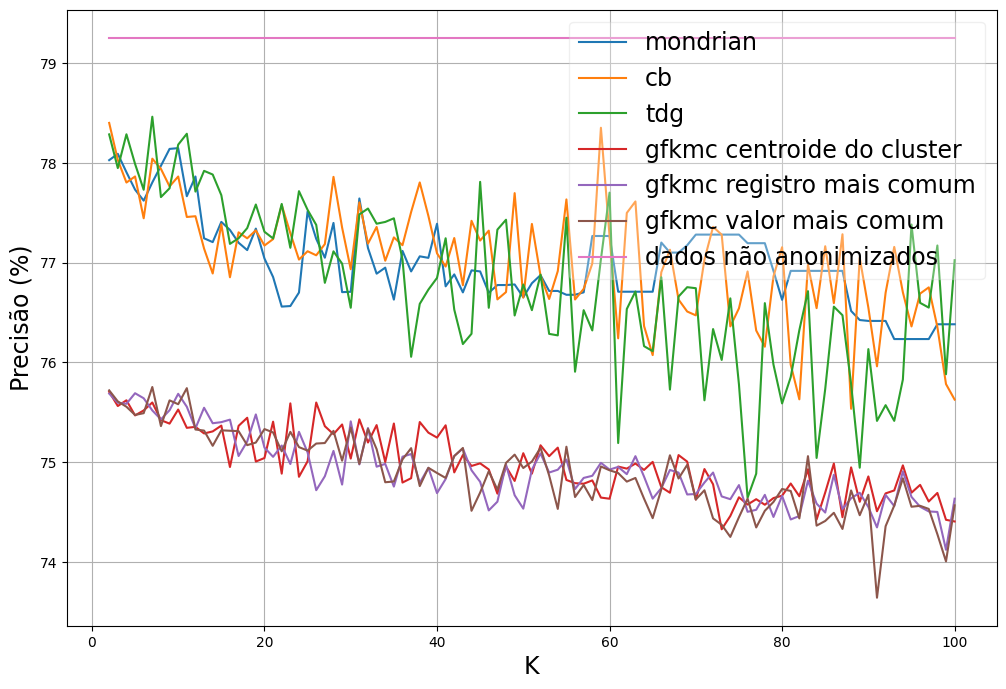 mondrian
cb
tdg
gfkmc centroide do cluster
gfkmc registro mais comum
gfkmc valor mais comum
dados não anonimizados
Precisão (%)
79
78
77
76
75
74
0 20 40 60 80 100
K